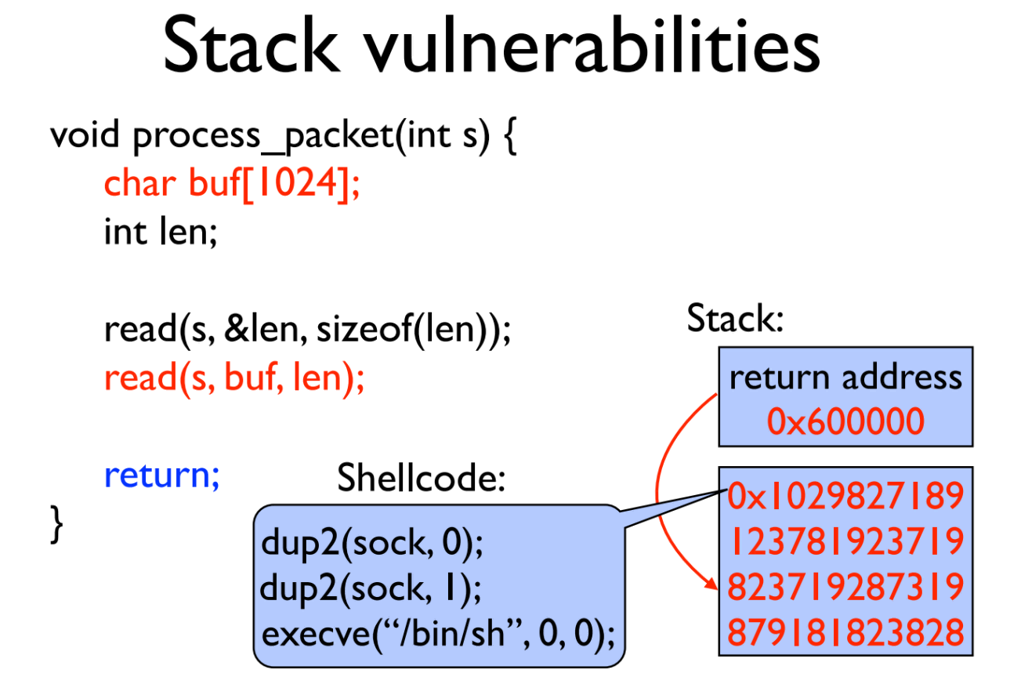 Stack vulnerabilities
void process_packet(int s) {
char buf[1024];
int len;
read(s, &len, sizeof(len));
read(s, buf, len);
return;
}
Shellcode:
dup2(sock, 0);
dup2(sock, 1);
execve(“/bin/sh”, 0, 0);
Stack:
return address
0x600000
0x1029827189
123781923719
823719287319
879181823828